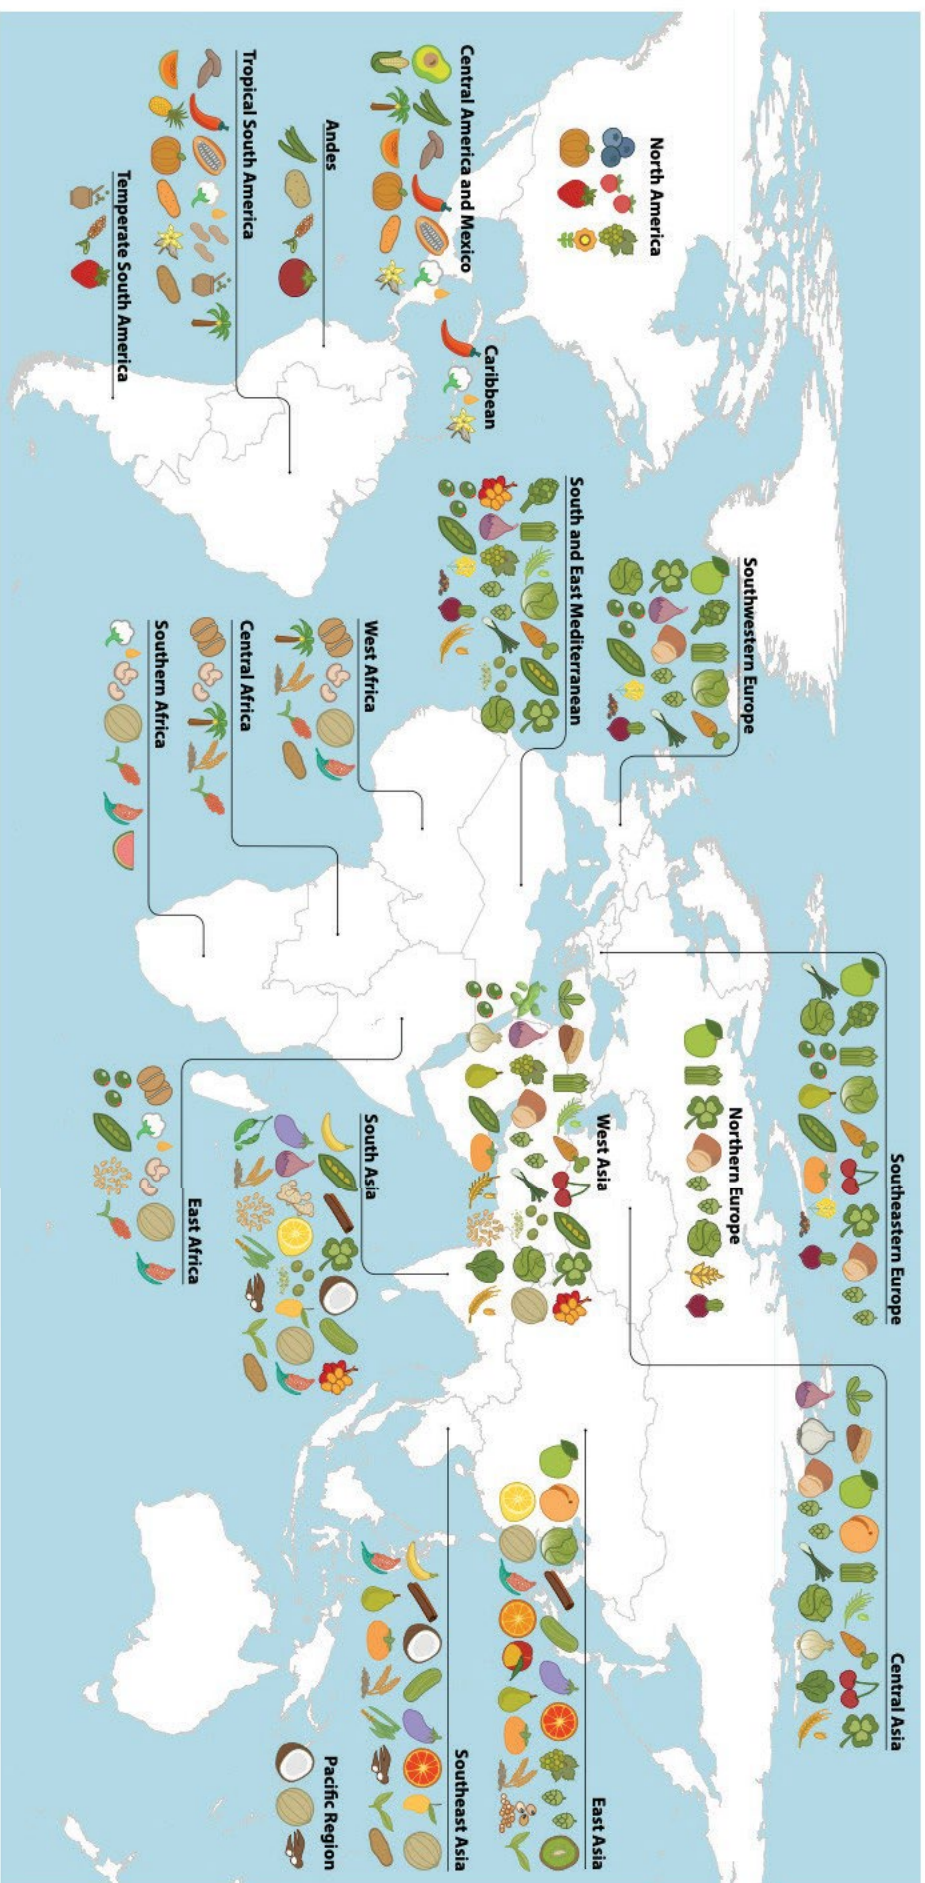 North America
Central America and Mexico
Caribbean
Andes
Tropical South America
Temperate South America
Southwestern Europe
South and East Mediterranean
West Africa
Central Africa
Southern Africa
Southeastern Europe
Northern Europe
West Asia
South Asia
East Africa
Central Asia
East Asia
Southeast Asia
Pacific Region